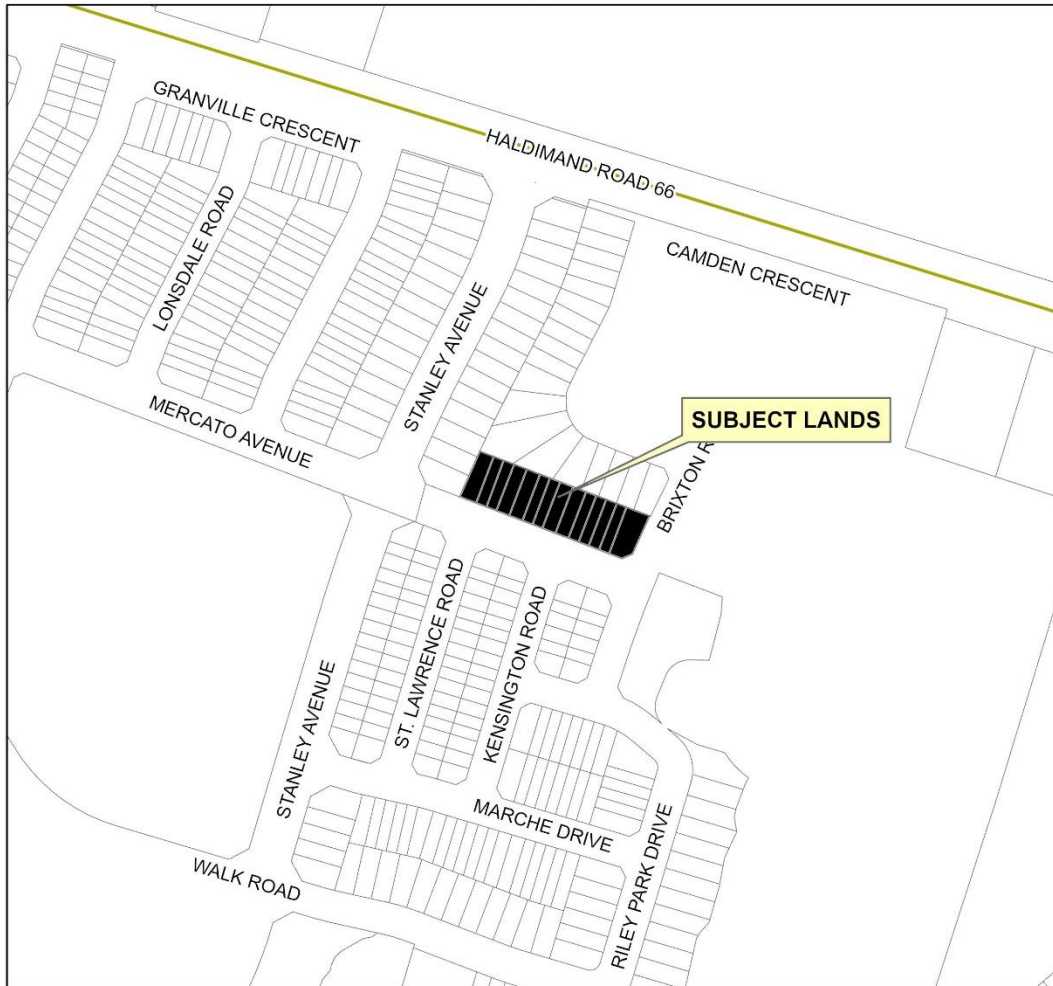 GRANVILLE CRESCENT
HALDIMAND ROAD 66
LONSDALE ROAD
CAMDEN CRESCENT
STANLEY AVENUE
MERCATO AVENUE
SUBJECT LANDS
BRIXTON R
ST. LAWRENCE ROAD
KENSINGTON ROAD
STANLEY AVENUE
MARCHE DRIVE
WALK ROAD
RILEY PARK DRIVE